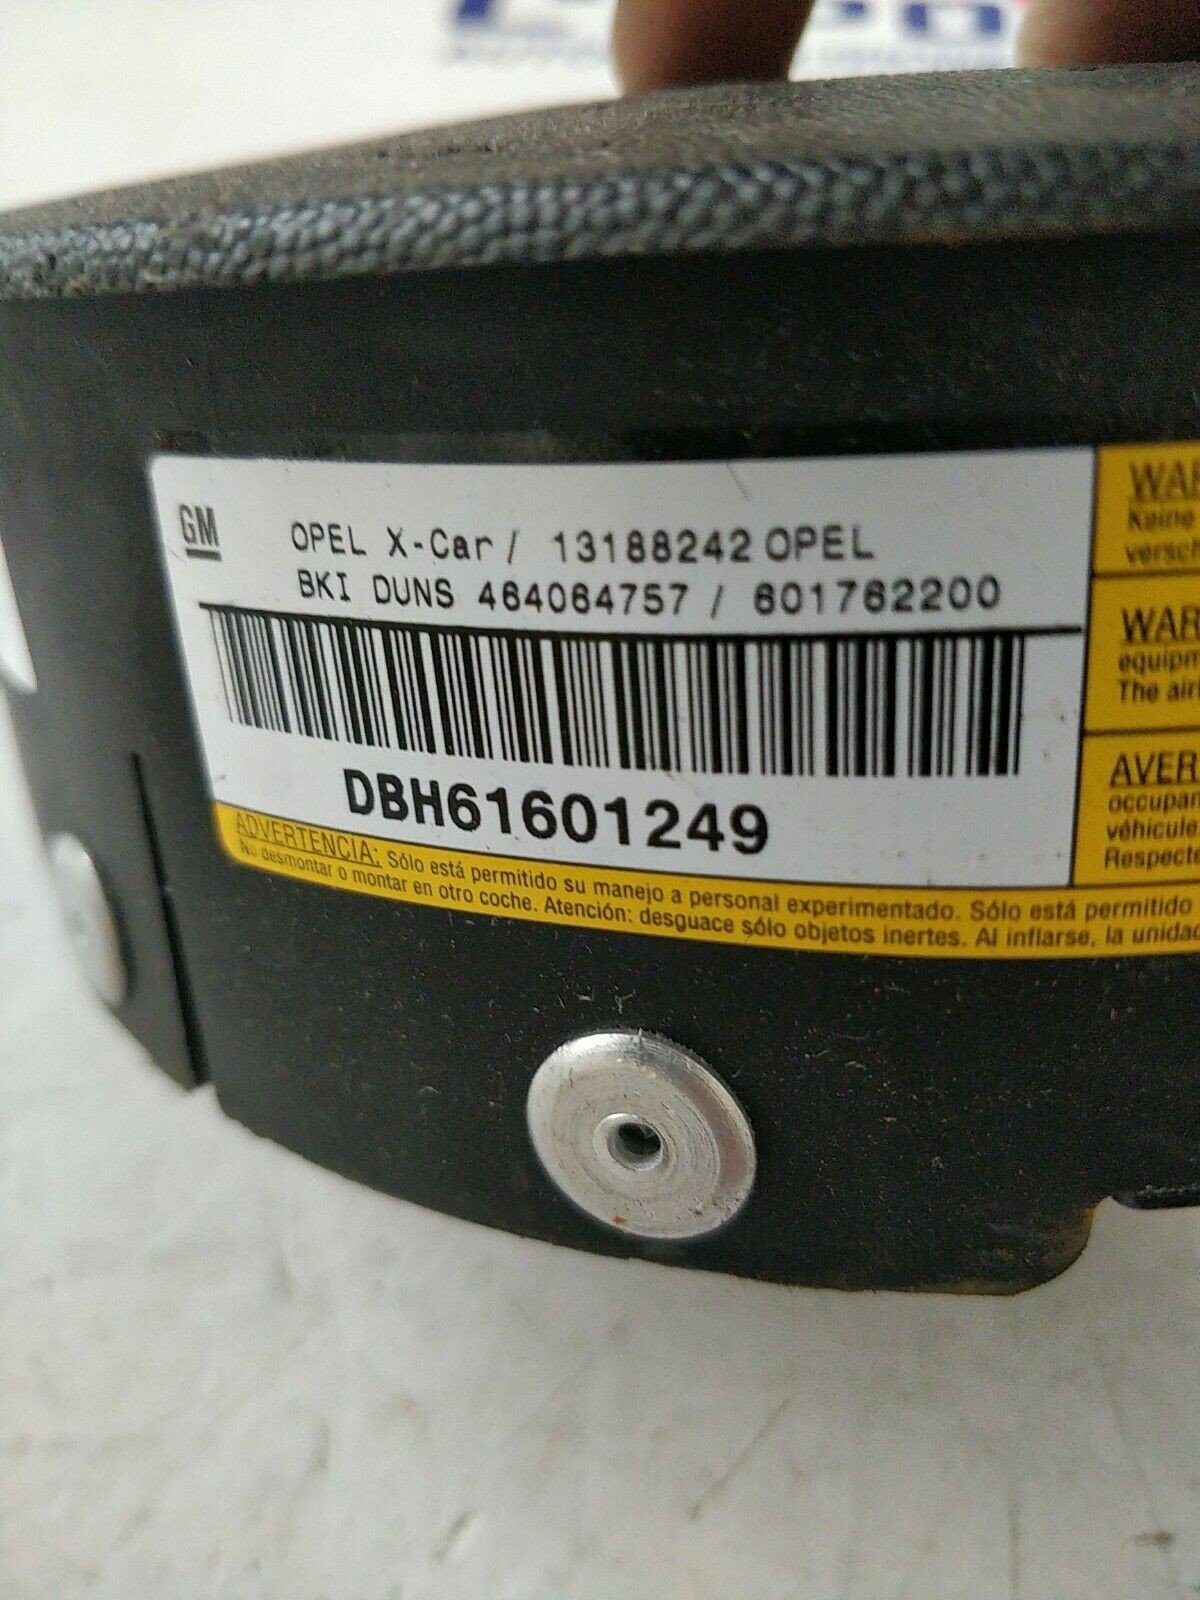 GM
OPEL X-Car / 13188242 OPEL
BKI DUNS 464064757 / 601762200
DBH61601249
ADVERTENCIA: Sólo está permitido su manejo a personal experimentado. Sólo está permitido
No desmontar o montar en otro coche. Atención: desguace sólo objetos inertes. Al inflarse, la unidad
WAR
Keine
versch
WAR
equipm
The air
AVER
occupan
véhicule
Respecte